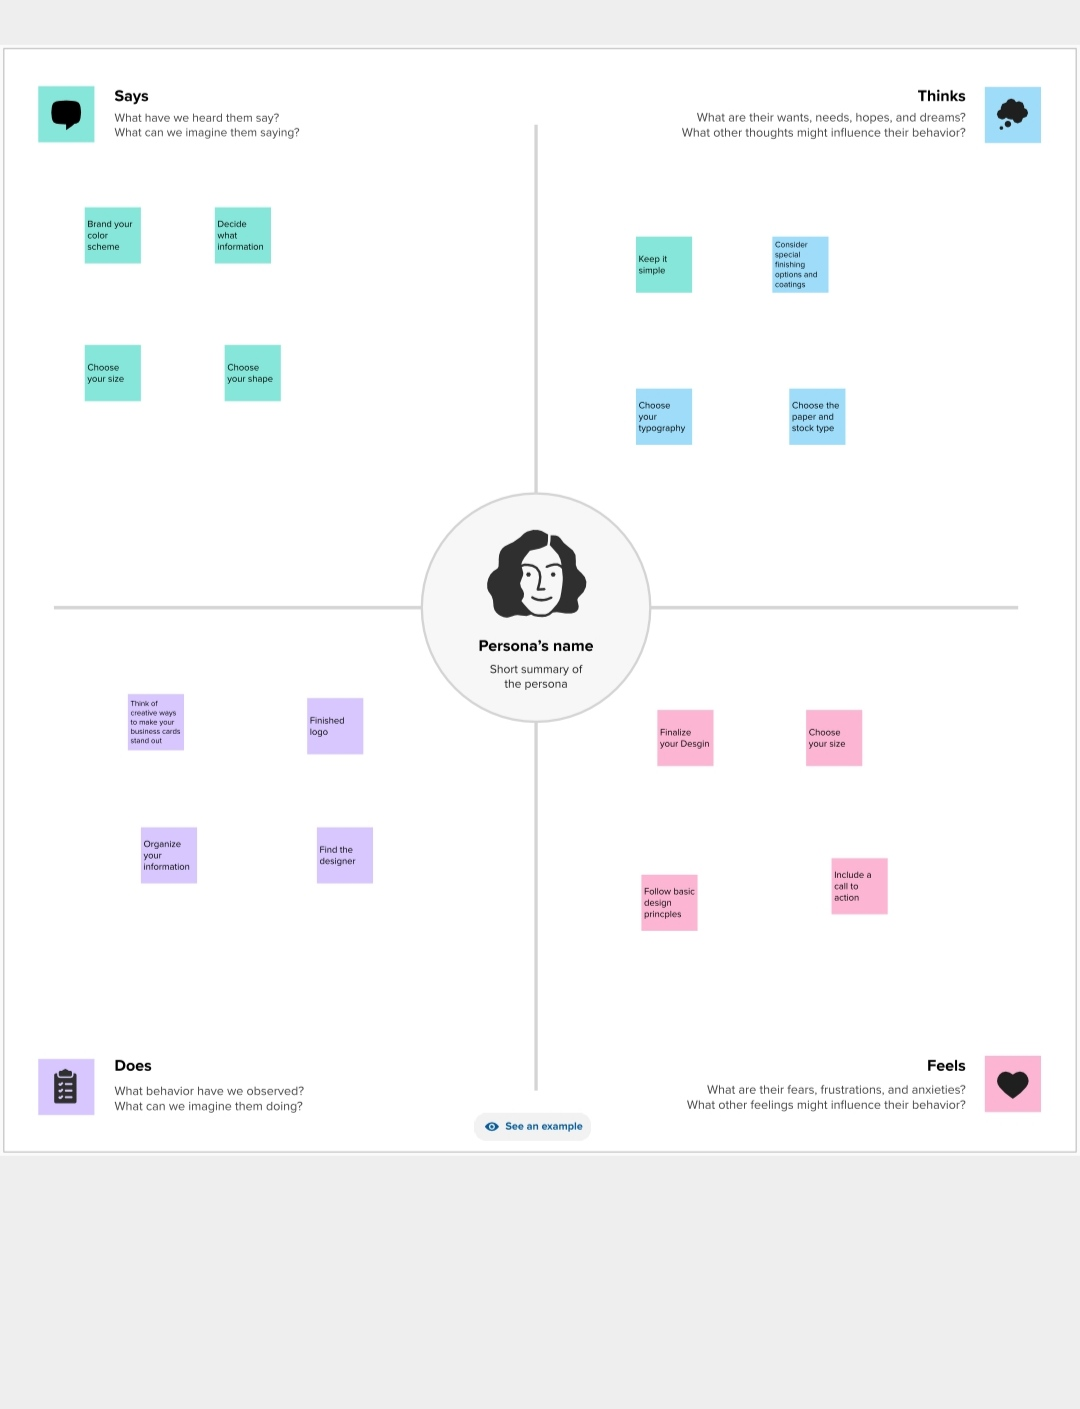 Says
What have we heard them say?
What can we imagine them saying?
Thinks
What are their wants, needs, hopes, and dreams?
What other thoughts might influence their behavior?
Brand your
color
scheme
Decide
what
information
Choose
your size
Choose
your shape
Keep it
simple
Consider
special
finishing
options and
coatings
Choose
your
typography
Choose the
paper and
stock type
Persona's name
Short summary of
the persona
Think of
creative ways
to make your
business cards
stand out
Finished
logo
Organize
your
information
Find the
designer
Finalize
your Desgin
Choose
your size
Follow basic
design
princples
Include a
call to
action
Does
What behavior have we observed?
What can we imagine them doing?
Feels
What are their fears, frustrations, and anxieties?
What other feelings might influence their behavior?
See an example